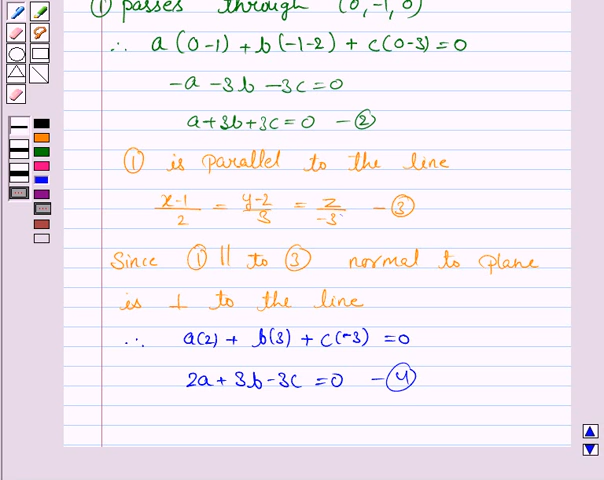 ① passes through (0,-1,0)
∴ a(0-1) + b(-1-2) + c(0-3) = 0
-a -3b -3c = 0
a+3b+3c = 0 - ②
① is parallel to the line
x-1/2 = y-2/3 = z/-3 - ③
Since ① || to ③ normal to plane
is ⊥ to the line
∴ a(2) + b(3) + c(-3) = 0
2a + 3b - 3c = 0 - ④